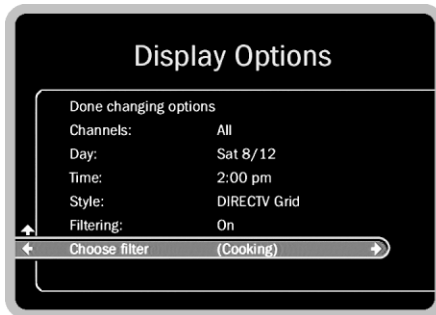 Display Options
Done changing options
Channels: All
Day: Sat 8/12
Time: 2:00 pm
Style: DIRECTV Grid
Filtering: On
Choose filter (Cooking)